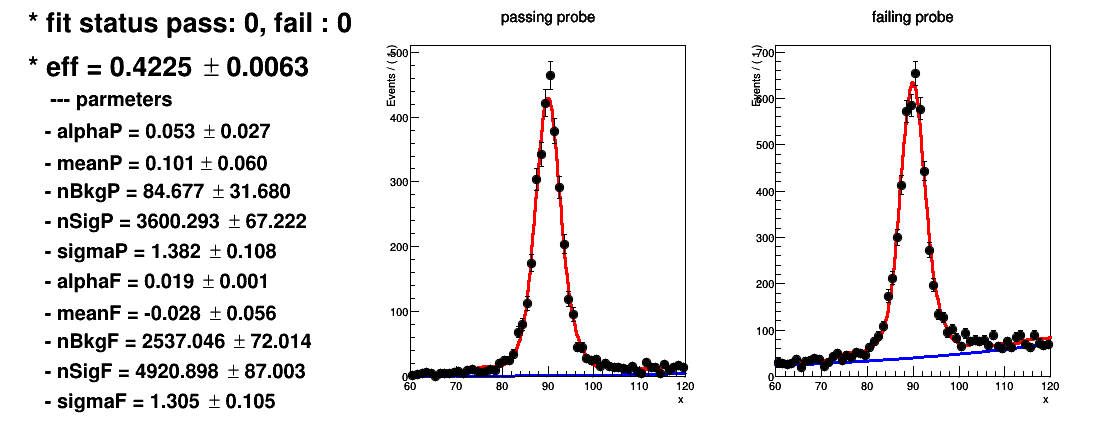 * fit status pass: 0, fail : 0
* eff = 0.4225 ± 0.0063
--- parmeters
- alphaP = 0.053 ± 0.027
- meanP = 0.101 ± 0.060
- nBkgP = 84.677 ± 31.680
- nSigP = 3600.293 ± 67.222
- sigmaP = 1.382 ± 0.108
- alphaF = 0.019 ± 0.001
- meanF = -0.028 ± 0.056
- nBkgF = 2537.046 ± 72.014
- nSigF = 4920.898 ± 87.003
- sigmaF = 1.305 ± 0.105
passing probe
Events / (
500
400
300
200
100
0
60 70 80 90 100 110 120
x
failing probe
Events / (
700
600
500
400
300
200
100
0
60 70 80 90 100 110 120
x